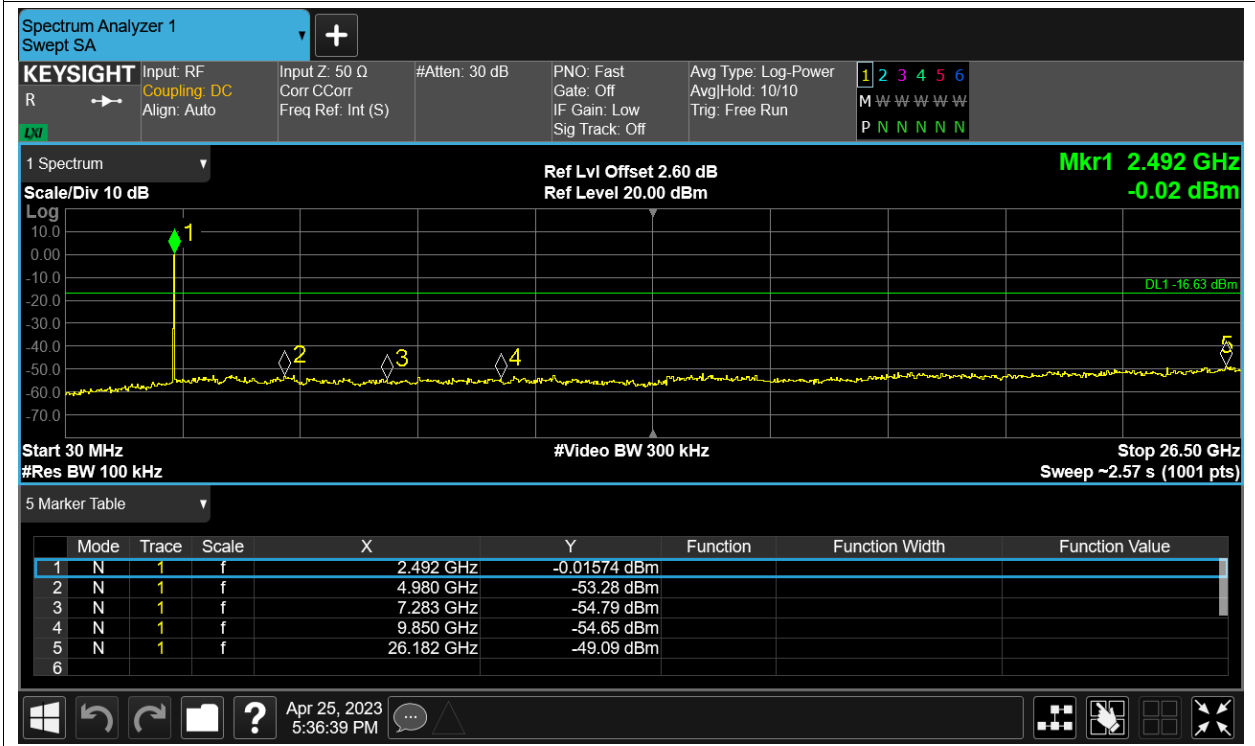 Spectrum Analyzer 1
Swept SA
KEYSIGHT
R
LXI
Input: RF
Coupling: DC
Align: Auto
Input Z: 50 Ω
Corr CCorr
Freq Ref: Int (S)
#Atten: 30 dB
PNO: Fast
Gate: Off
IF Gain: Low
Sig Track: Off
Avg Type: Log-Power
Avg|Hold: 10/10
Trig: Free Run
1 2 3 4 5 6
M W W W W W
P N N N N N
1 Spectrum
Scale/Div 10 dB
Ref Lvl Offset 2.60 dB
Ref Level 20.00 dBm
Mkr1 2.492 GHz
-0.02 dBm
Log
10.0
0.00
-10.0
-20.0
-30.0
-40.0
-50.0
-60.0
-70.0
1
2
3
4
5
DL1 -16.63 dBm
Start 30 MHz
#Video BW 300 kHz
Stop 26.50 GHz
#Res BW 100 kHz
Sweep ~2.57 s (1001 pts)
5 Marker Table
Mode Trace Scale X Y Function Function Width Function Value
1 N 1 f 2.492 GHz -0.01574 dBm
2 N 1 f 4.980 GHz -53.28 dBm
3 N 1 f 7.283 GHz -54.79 dBm
4 N 1 f 9.850 GHz -54.65 dBm
5 N 1 f 26.182 GHz -49.09 dBm
6
?
Apr 25, 2023
5:36:39 PM